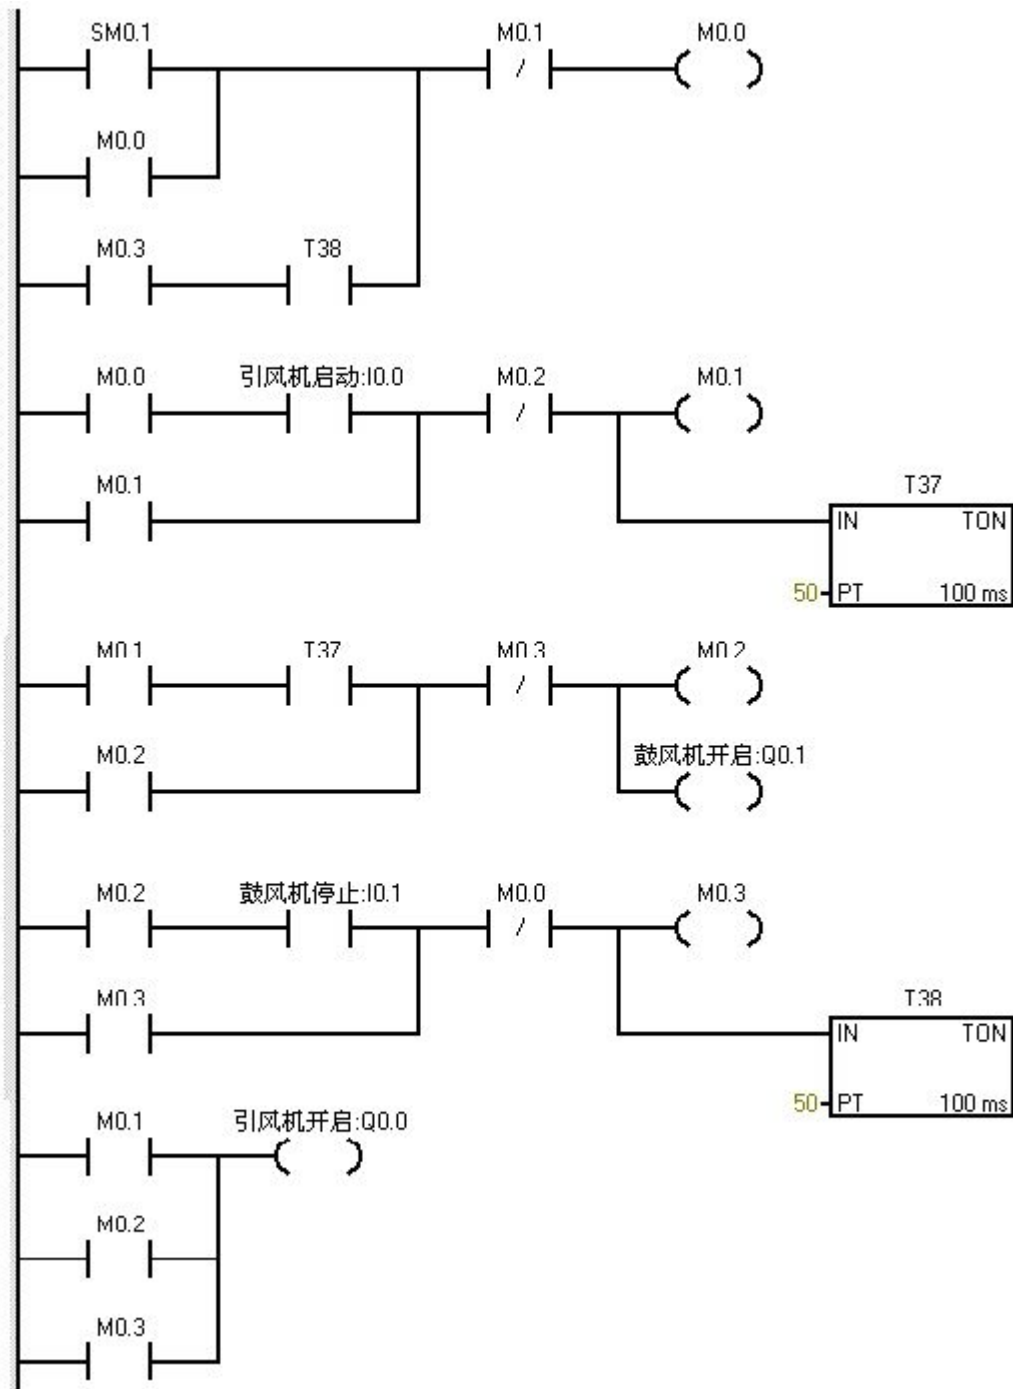 SM0.1 M0.1 M0.0
M0.0
M0.3 T38
M0.0 引风机启动:I0.0 M0.2 M0.1
M0.1 T37
IN TON
50 PT 100 ms
M0.1 T37 M0.3 M0.2
M0.2 鼓风机开启:Q0.1
M0.2 鼓风机停止:I0.1 M0.0 M0.3
M0.3 T38
IN TON
50 PT 100 ms
M0.1 引风机开启:Q0.0
M0.2
M0.3